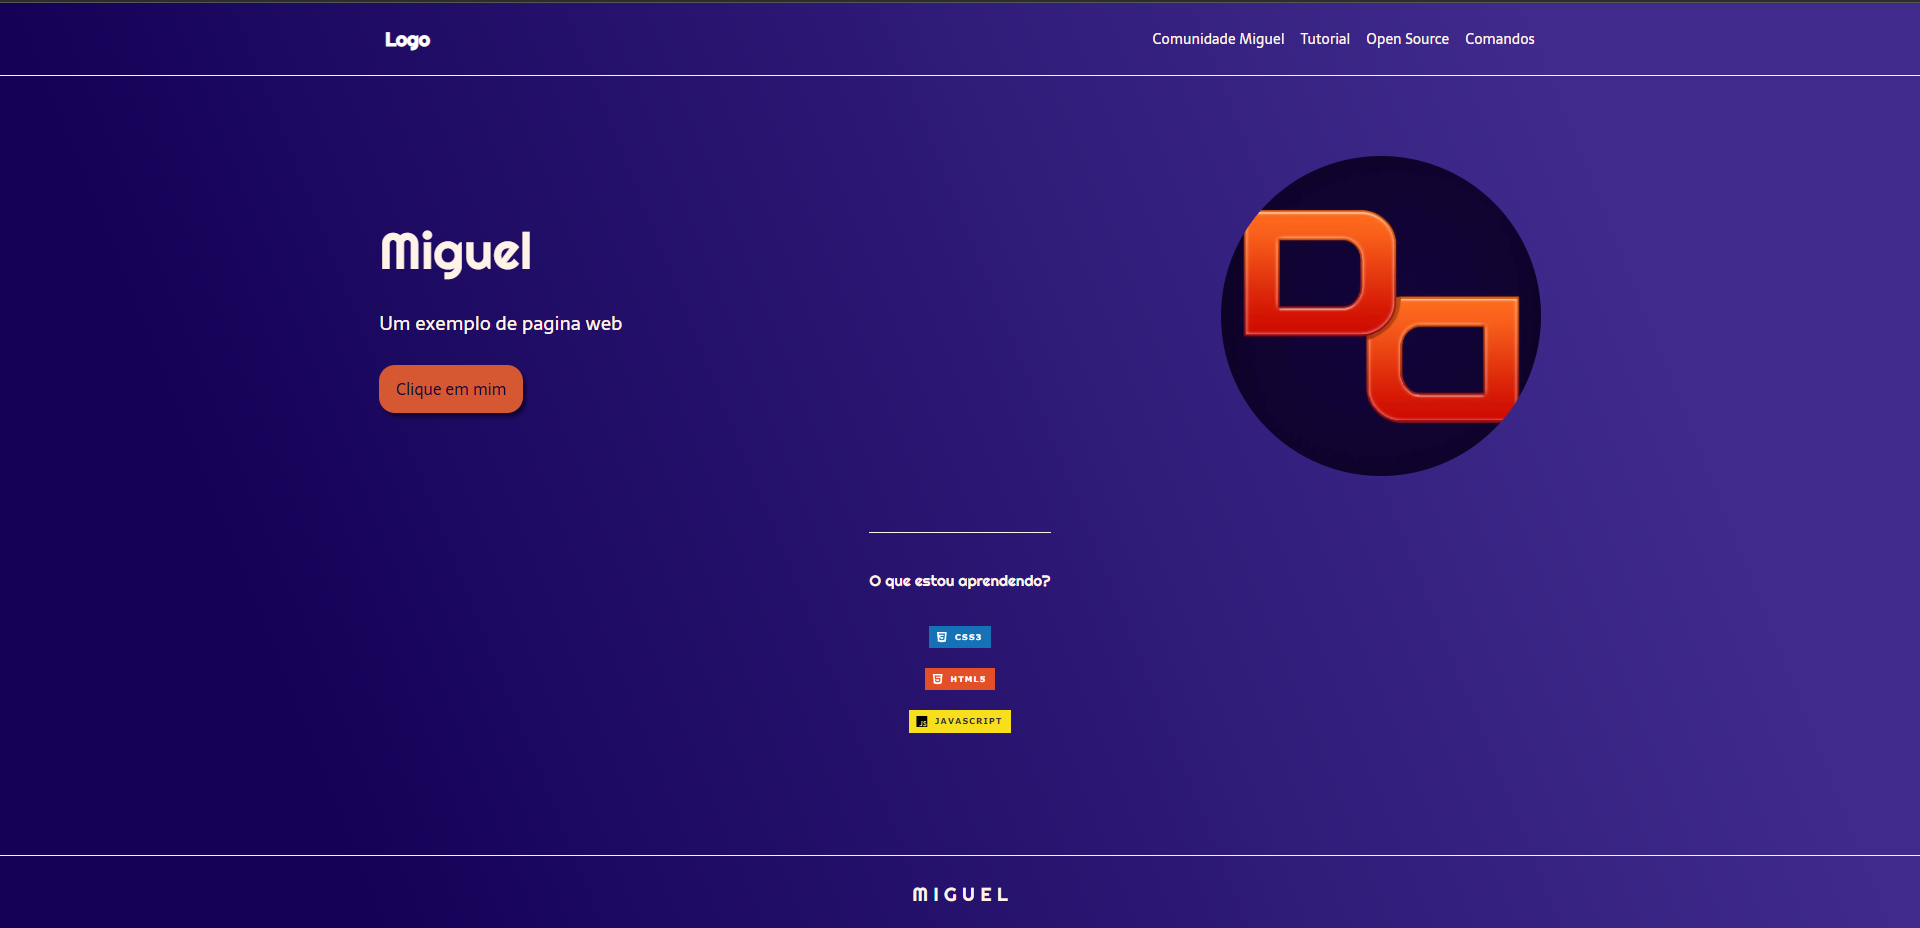 Logo
Comunidade Miguel Tutorial Open Source Comandos
Miguel
Um exemplo de pagina web
Clique em mim
O que estou aprendendo?
CSS3
HTML5
JS JAVASCRIPT
MIGUEL